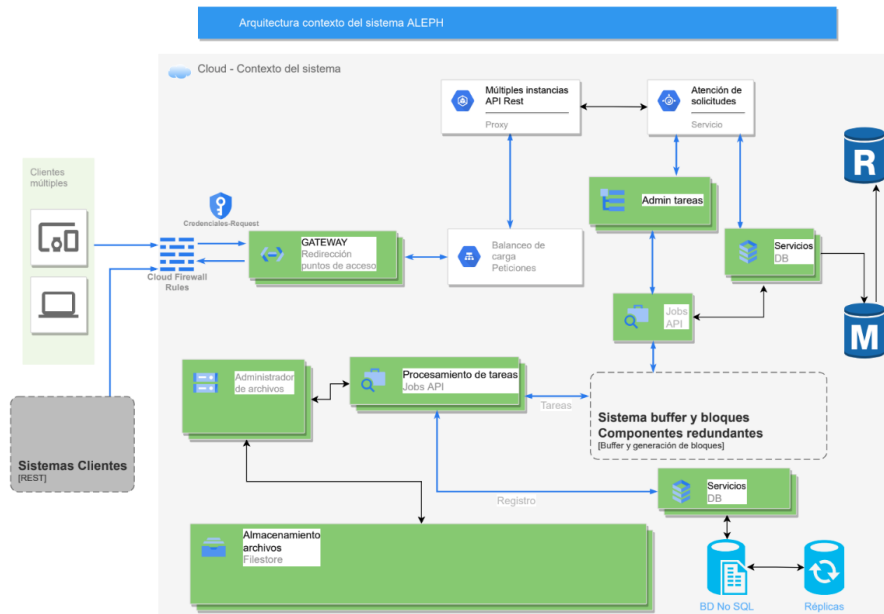 Arquitectura contexto del sistema ALEPH
Cloud - Contexto del sistema
Múltiples instancias
API Rest
Proxy
Atención de
solicitudes
Servicio
R
Clientes
múltiples
Credenciales-Request
Admin tareas
GATEWAY
Redirección
puntos de acceso
Balanceo de
carga
Peticiones
Servicios
DB
Cloud Firewall
Rules
Jobs
API
M
Administrador
de archivos
Procesamiento de tareas
Jobs API
Tareas
Sistema buffer y bloques
Componentes redundantes
[Buffer y generación de bloques]
Sistemas Clientes
[REST]
Registro
Servicios
DB
Almacenamiento
archivos
Filestore
BD No SQL
Réplicas